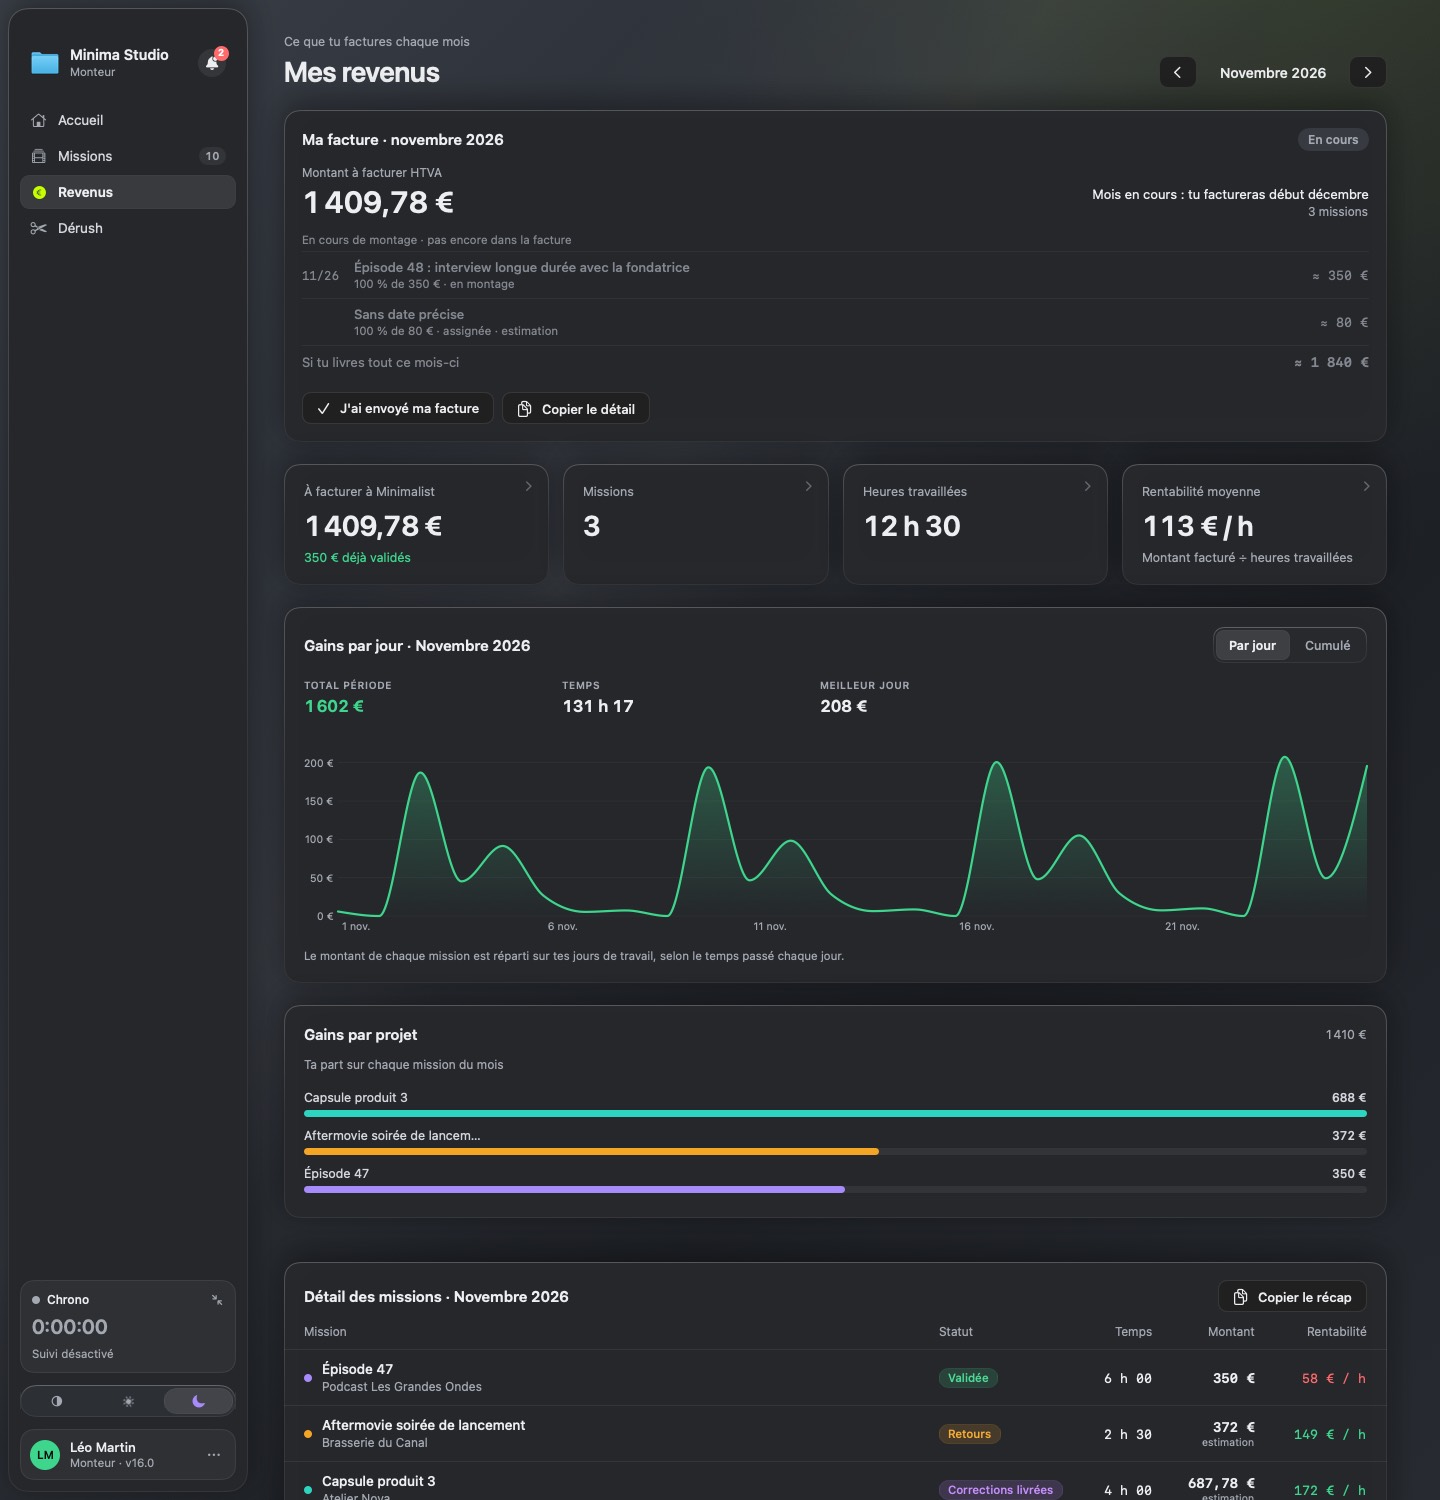 Minima Studio
Monteur
2
Accueil
Missions
10
Revenus
Dérush
Chrono
0:00:00
Suivi désactivé
LM
Léo Martin
Monteur · v16.0
Ce que tu factures chaque mois
Mes revenus
Novembre 2026
Ma facture · novembre 2026
En cours
Montant à facturer HTVA
1 409,78 €
Mois en cours : tu factureras début décembre
3 missions
En cours de montage · pas encore dans la facture
11/26
Épisode 48 : interview longue durée avec la fondatrice
100 % de 350 € · en montage
≈ 350 €
Sans date précise
100 % de 80 € · assignée · estimation
≈ 80 €
Si tu livres tout ce mois-ci
≈ 1 840 €
J'ai envoyé ma facture
Copier le détail
À facturer à Minimalist
1 409,78 €
350 € déjà validés
Missions
3
Heures travaillées
12 h 30
Rentabilité moyenne
113 € / h
Montant facturé ÷ heures travaillées
Gains par jour · Novembre 2026
Par jour
Cumulé
TOTAL PÉRIODE
1 602 €
TEMPS
131 h 17
MEILLEUR JOUR
208 €
200 €
150 €
100 €
50 €
0 €
1 nov.
6 nov.
11 nov.
16 nov.
21 nov.
Le montant de chaque mission est réparti sur tes jours de travail, selon le temps passé chaque jour.
Gains par projet
1 410 €
Ta part sur chaque mission du mois
Capsule produit 3
688 €
Aftermovie soirée de lancem...
372 €
Épisode 47
350 €
Détail des missions · Novembre 2026
Copier le récap
Mission
Statut
Temps
Montant
Rentabilité
Épisode 47
Podcast Les Grandes Ondes
Validée
6 h 00
350 €
58 € / h
Aftermovie soirée de lancement
Brasserie du Canal
Retours
2 h 30
372 €
estimation
149 € / h
Capsule produit 3
Atelier Nova
Corrections livrées
4 h 00
687,78 €
estimation
172 € / h